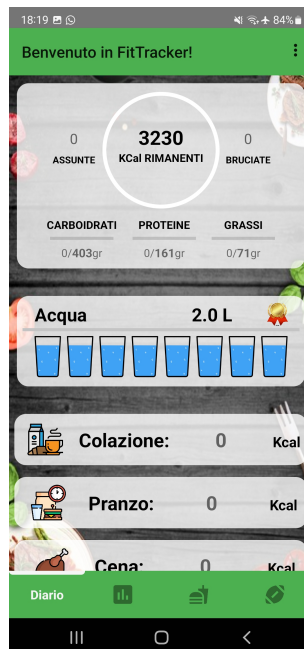 18:19 84%
Benvenuto in FitTracker!
0 3230 0
ASSUNTE KCal RIMANENTI BRUCIATE
CARBOIDRATI PROTEINE GRASSI
0/403gr 0/161gr 0/71gr
Acqua 2.0 L
Colazione: 0 Kcal
Pranzo: 0 Kcal
Cena: 0 Kcal
Diario